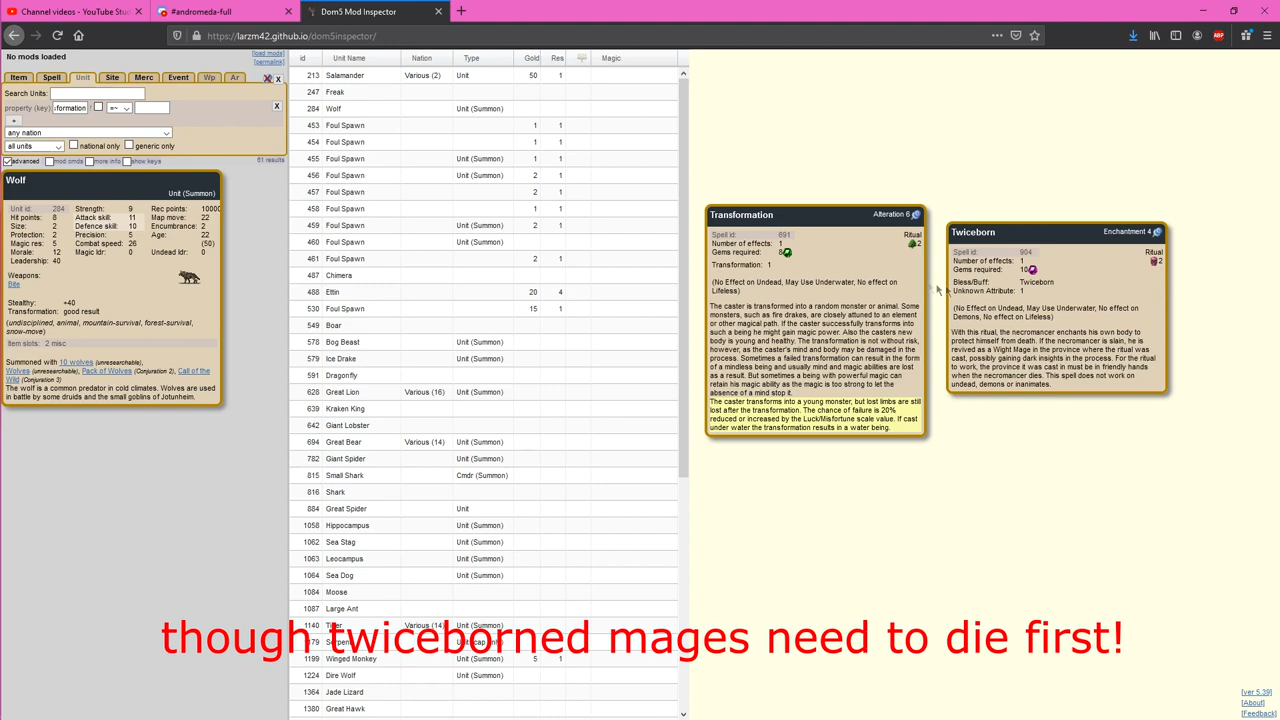 Channel videos - YouTube Stud
#andromeda-full
Dom5 Mod Inspector
https://larzm42.github.io/dom5inspector/
No mods loaded
[load mods]
[permalink]
Item Spell Unit Site Merc Event Wp Ar
Search Units:
property (key) :formation
=~
X
+
any nation
all units national only generic only
advanced mod cmds more info show keys 61 results
Wolf
Unit (Summon)
Unit id: 284 Strength: 9 Rec points: 10000
Hit points: 8 Attack skill: 11 Map move: 22
Size: 2 Defence skill: 10 Encumbrance: 2
Protection: 2 Precision: 5 Age: 22
Magic res: 5 Combat speed: 26 (50)
Morale: 12 Magic ldr: 0 Undead ldr: 0
Leadership: 40
Weapons:
Bite
Stealthy: +40
Transformation: good result
(undisciplined, animal, mountain-survival, forest-survival,
snow-move)
Item slots: 2 misc
Summoned with 10 wolves (unresearchable),
Wolves (unresearchable), Pack of Wolves (Conjuration 2), Call of the
Wild (Conjuration 3)
The wolf is a common predator in cold climates. Wolves are used
in battle by some druids and the small goblins of Jotunheim.
id Unit Name Nation Type Gold Res Magic
213 Salamander Various (2) Unit 50 1
247 Freak
284 Wolf Unit (Summon)
453 Foul Spawn 1 1
454 Foul Spawn 1 1
455 Foul Spawn Unit (Summon) 1 1
456 Foul Spawn Unit (Summon) 2 1
457 Foul Spawn 2 1
458 Foul Spawn 1 1
459 Foul Spawn Unit (Summon) 2 1
460 Foul Spawn Unit (Summon)
461 Foul Spawn 2 1
487 Chimera
488 Ettin 20 4
530 Foul Spawn 15 1
549 Boar
578 Bog Beast Unit (Summon)
579 Ice Drake Unit (Summon)
591 Dragonfly
628 Great Lion Various (16) Unit (Summon)
639 Kraken King
642 Giant Lobster
694 Great Bear Various (14) Unit (Summon)
782 Giant Spider Unit (Summon)
815 Small Shark Cmdr (Summon)
816 Shark
884 Great Spider Unit
1058 Hippocampus Unit (Summon)
1062 Sea Stag Unit (Summon)
1063 Leocampus Unit (Summon)
1064 Sea Dog Unit (Summon)
1084 Moose
1087 Large Ant
1140 Tiger Various (14) Unit (Summon)
1199 Winged Monkey Unit (Summon) 5 1
1224 Dire Wolf Unit (Summon)
1364 Jade Lizard
1380 Great Hawk
Transformation Alteration 6
Spell id: 691 Ritual
Number of effects: 1 2
Gems required: 8
Transformation: 1
(No Effect on Undead, May Use Underwater, No effect on
Lifeless)
The caster is transformed into a random monster or animal. Some
monsters, such as fire drakes, are closely attuned to an element
or other magical path. If the caster successfully transforms into
such a being he might gain magic power. Also the casters new
body is young and healthy. The transformation is not without risk,
however, as the caster's mind and body may be damaged in the
process. Sometimes a failed transformation can result in the form
of a mindless being and usually mind and magic abilities are lost
as a result. But sometimes a being with powerful magic can
retain his magic ability as the magic is too strong to let the
absence of a mind stop it.
The caster transforms into a young monster, but lost limbs are still
lost after the transformation. The chance of failure is 20%
reduced or increased by the Luck/Misfortune scale value. If cast
under water the transformation results in a water being.
Twiceborn Enchantment 4
Spell id: 904 Ritual
Number of effects: 1 2
Gems required: 10
Bless/Buff: Twiceborn
Unknown Attribute: 1
(No Effect on Undead, May Use Underwater, No effect on
Demons, No effect on Lifeless)
With this ritual, the necromancer enchants his own body to
protect himself from death. If the necromancer is slain, he is
revived as a Wight Mage in the province where the ritual was
cast, possibly gaining dark insights in the process. For the ritual
to work, the province it was cast in must be in friendly hands
when the necromancer dies. This spell does not work on
undead, demons or inanimates.
though twiceborned mages need to die first!
[ver 5.39]
[About]
[Feedback]